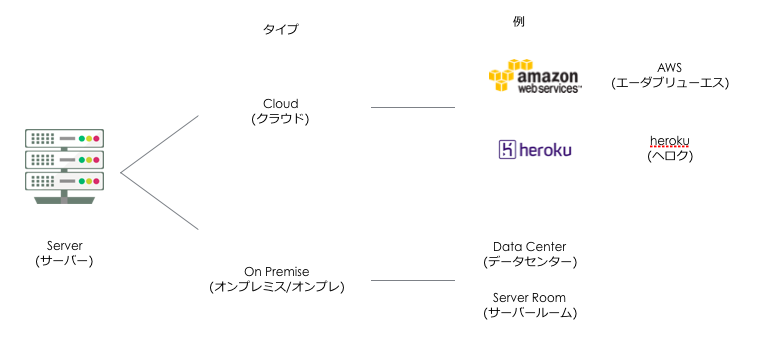 タイプ
例
Cloud
(クラウド)
amazon
webservices™
AWS
(エーダブリューエス)
heroku
heroku
(ヘロク)
Server
(サーバー)
On Premise
(オンプレミス/オンプレ)
Data Center
(データセンター)
Server Room
(サーバールーム)